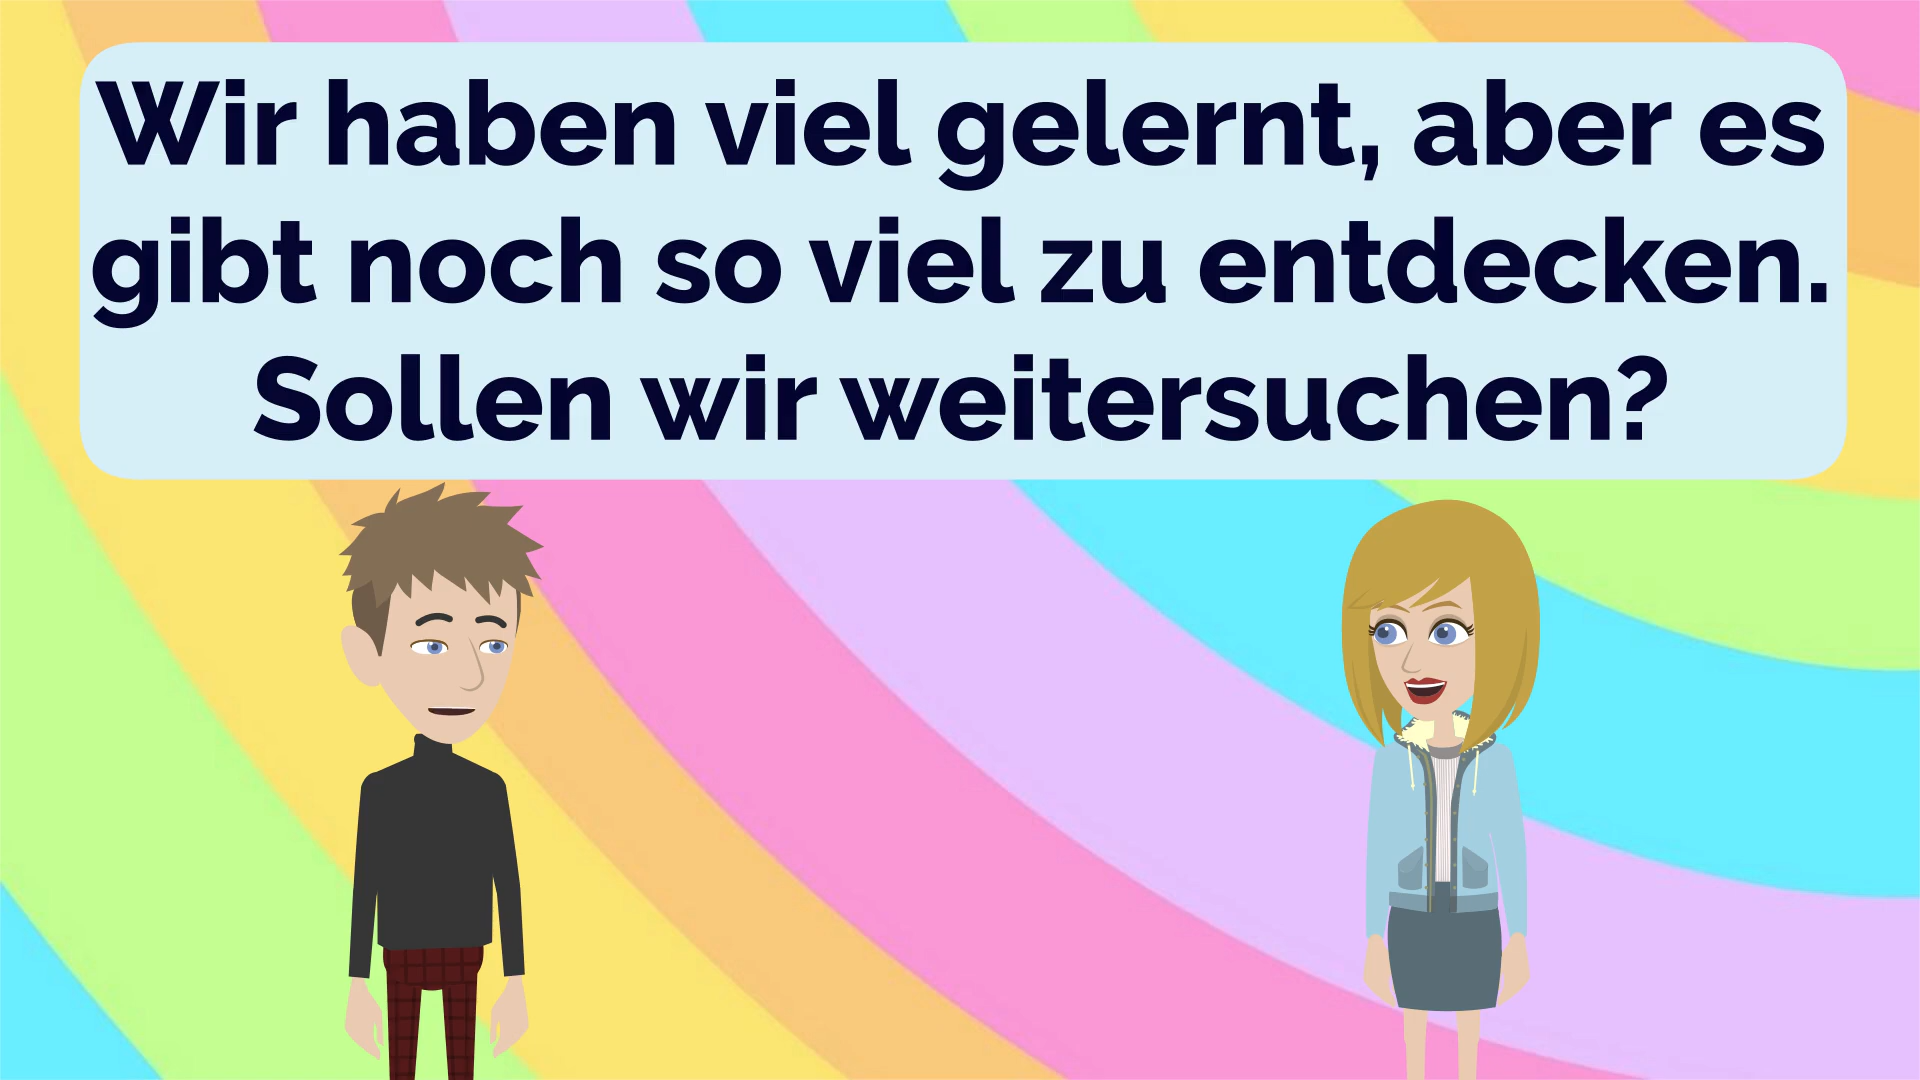 Wir haben viel gelernt, aber es
gibt noch so viel zu entdecken.
Sollen wir weitersuchen?